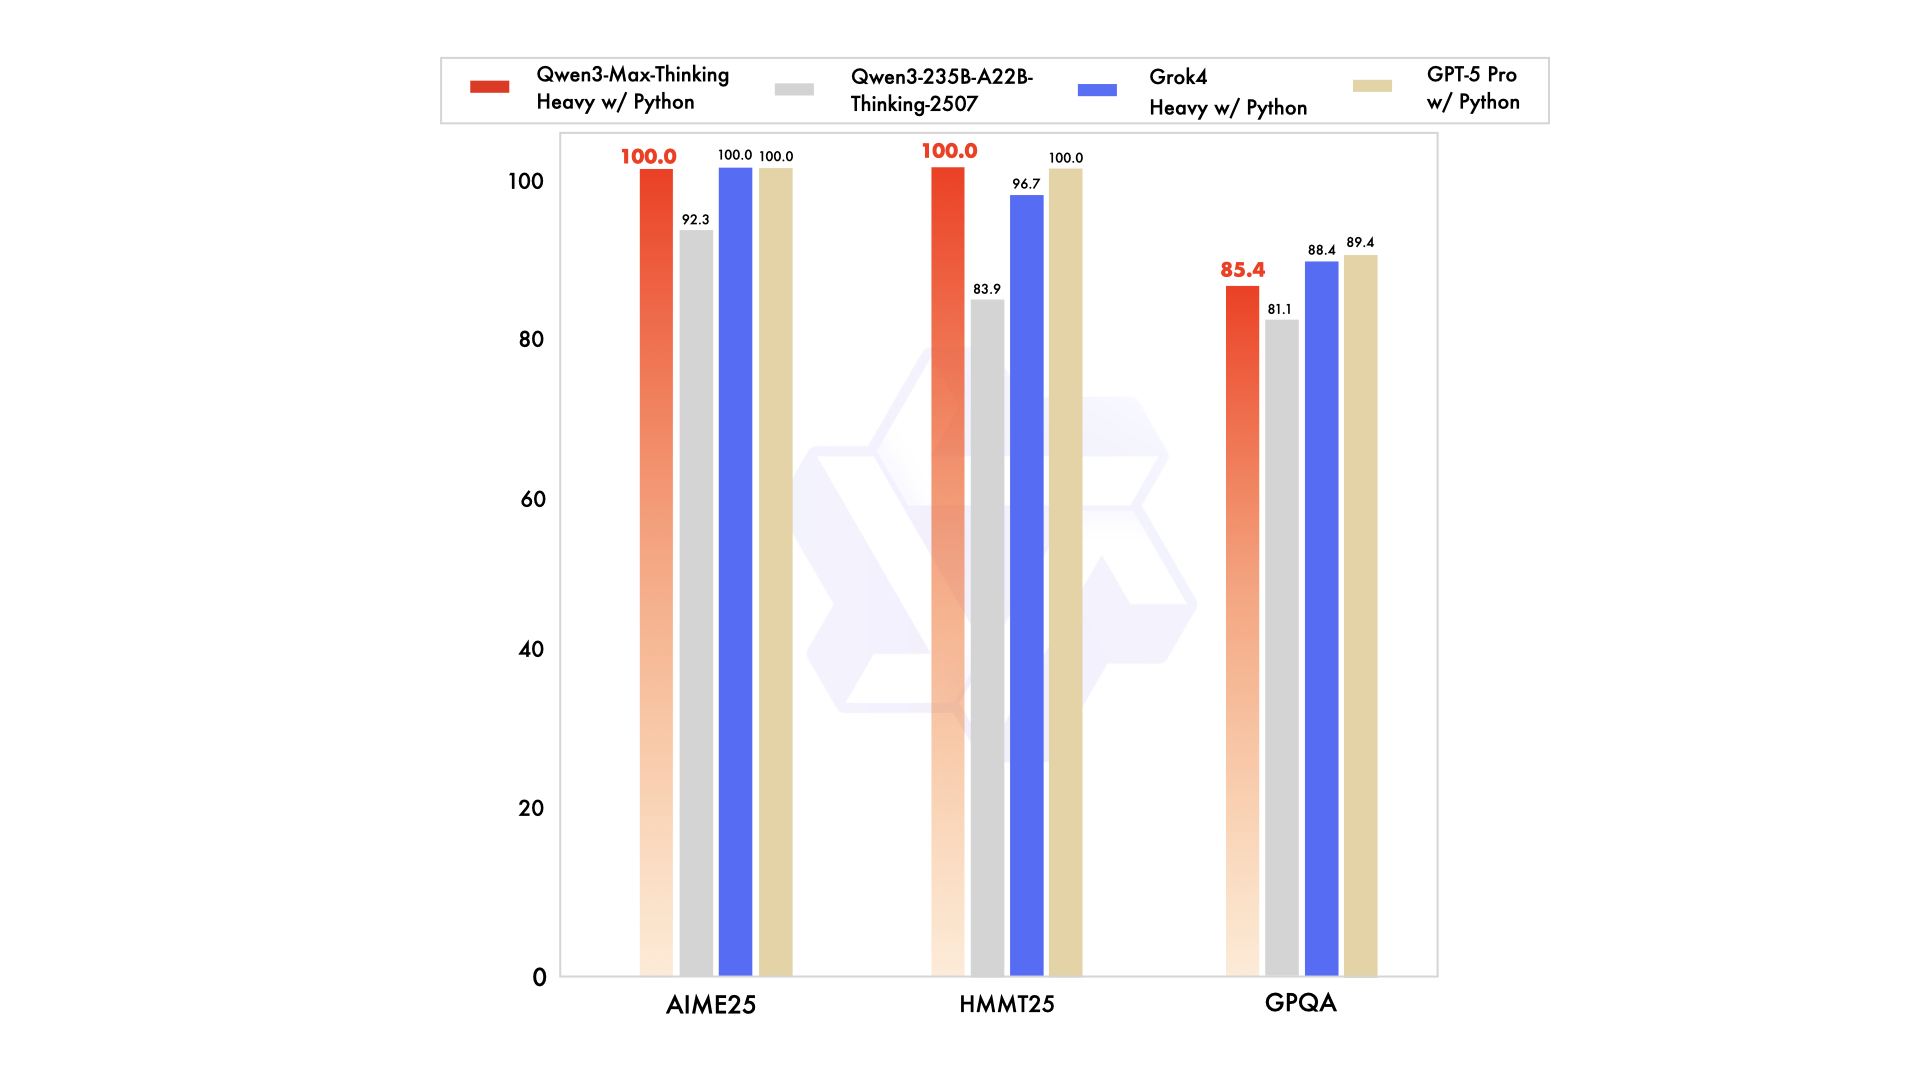 Qwen3-Max-Thinking
Heavy w/ Python
Qwen3-235B-A22B-
Thinking-2507
Grok4
Heavy w/ Python
GPT-5 Pro
w/ Python
100.0
92.3
100.0
100.0
100.0
83.9
96.7
100.0
85.4
81.1
88.4
89.4
100
80
60
40
20
0
AIME25
HMMT25
GPQA